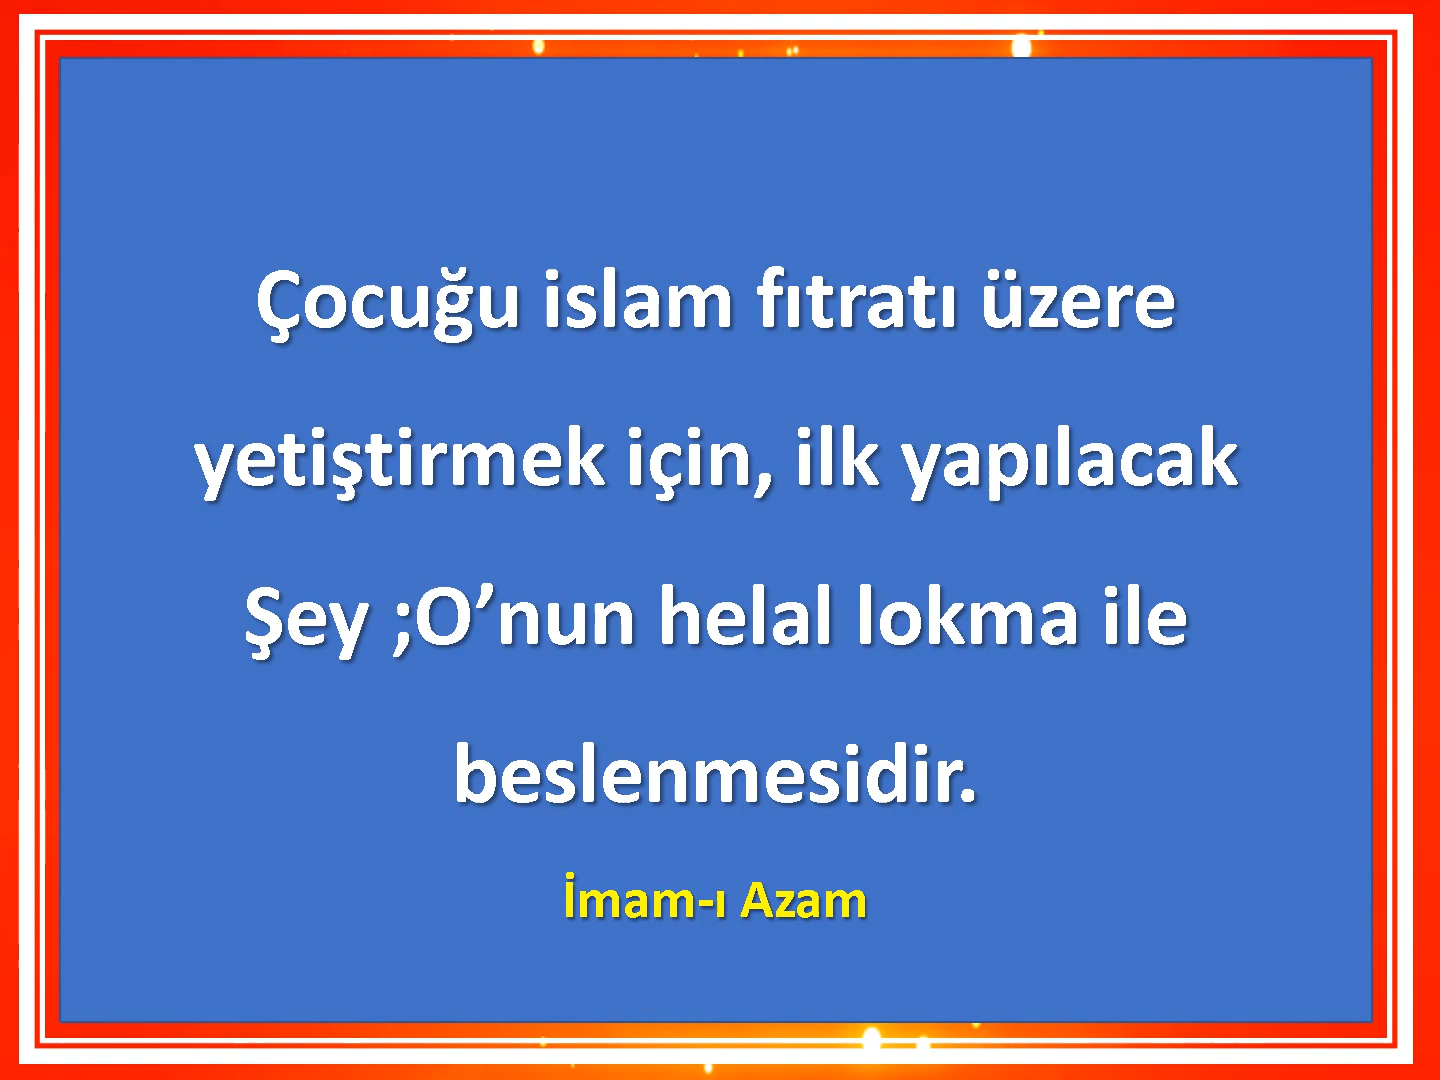 Çocuğu islam fıtratı üzere
yetiştirmek için, ilk yapılacak
Şey ;O’nun helal lokma ile
beslenmesidir.
İmam-ı Azam